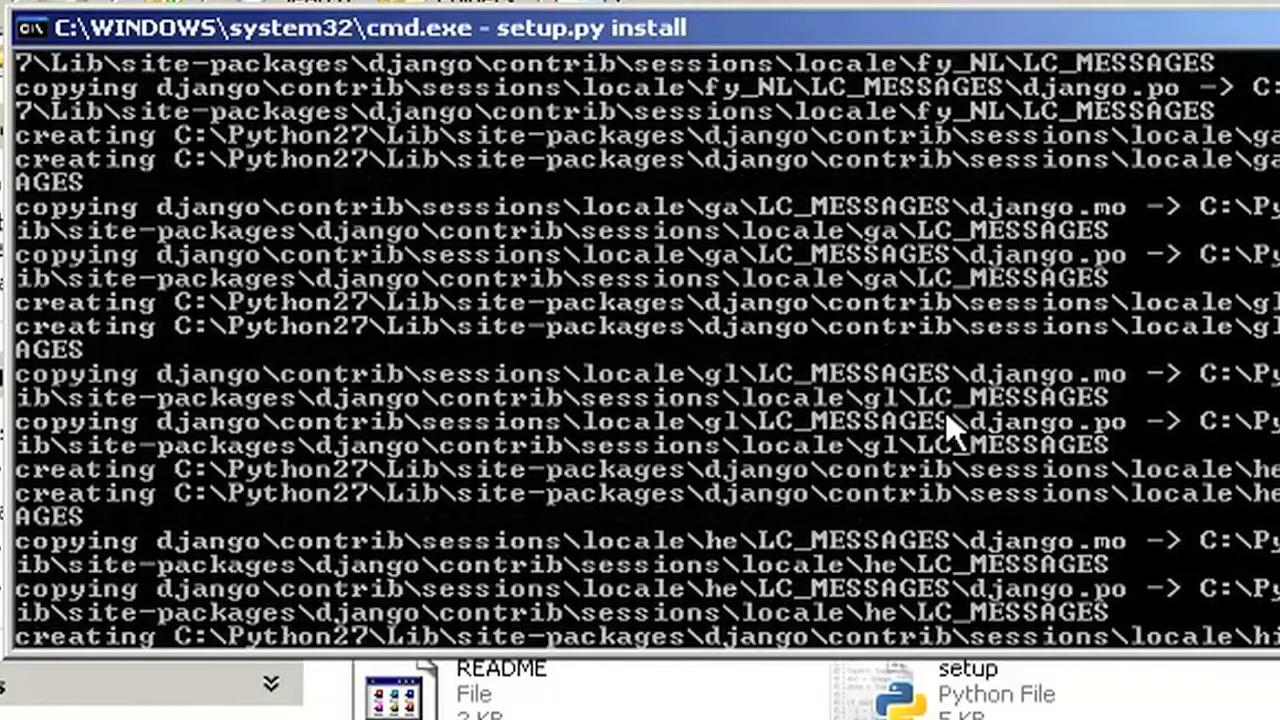 C:\WINDOWS\system32\cmd.exe - setup.py install
7\Lib\site-packages\django\contrib\sessions\locale\fy_NL\LC_MESSAGES
copying django\contrib\sessions\locale\fy_NL\LC_MESSAGES\django.po -> C:
7\Lib\site-packages\django\contrib\sessions\locale\fy_NL\LC_MESSAGES
creating C:\Python27\Lib\site-packages\django\contrib\sessions\locale\ga
creating C:\Python27\Lib\site-packages\django\contrib\sessions\locale\ga
AGES
copying django\contrib\sessions\locale\ga\LC_MESSAGES\django.mo -> C:\Py
ib\site-packages\django\contrib\sessions\locale\ga\LC_MESSAGES
copying django\contrib\sessions\locale\ga\LC_MESSAGES\django.po -> C:\Py
ib\site-packages\django\contrib\sessions\locale\ga\LC_MESSAGES
creating C:\Python27\Lib\site-packages\django\contrib\sessions\locale\gl
creating C:\Python27\Lib\site-packages\django\contrib\sessions\locale\gl
AGES
copying django\contrib\sessions\locale\gl\LC_MESSAGES\django.mo -> C:\Py
ib\site-packages\django\contrib\sessions\locale\gl\LC_MESSAGES
copying django\contrib\sessions\locale\gl\LC_MESSAGES\django.po -> C:\Py
ib\site-packages\django\contrib\sessions\locale\gl\LC_MESSAGES
creating C:\Python27\Lib\site-packages\django\contrib\sessions\locale\he
creating C:\Python27\Lib\site-packages\django\contrib\sessions\locale\he
AGES
copying django\contrib\sessions\locale\he\LC_MESSAGES\django.mo -> C:\Py
ib\site-packages\django\contrib\sessions\locale\he\LC_MESSAGES
copying django\contrib\sessions\locale\he\LC_MESSAGES\django.po -> C:\Py
ib\site-packages\django\contrib\sessions\locale\he\LC_MESSAGES
creating C:\Python27\Lib\site-packages\django\contrib\sessions\locale\hi
README
File
2 KB
setup
Python File
5 KB